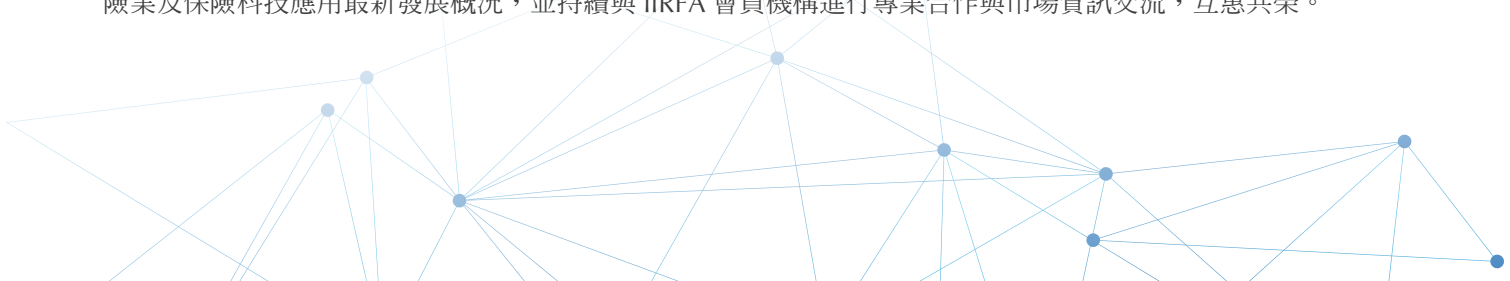 險業及保險科技應用最新發展概況，並持續與 IIRFA 會員機構進行專業合作與市場資訊交流，互惠共榮。